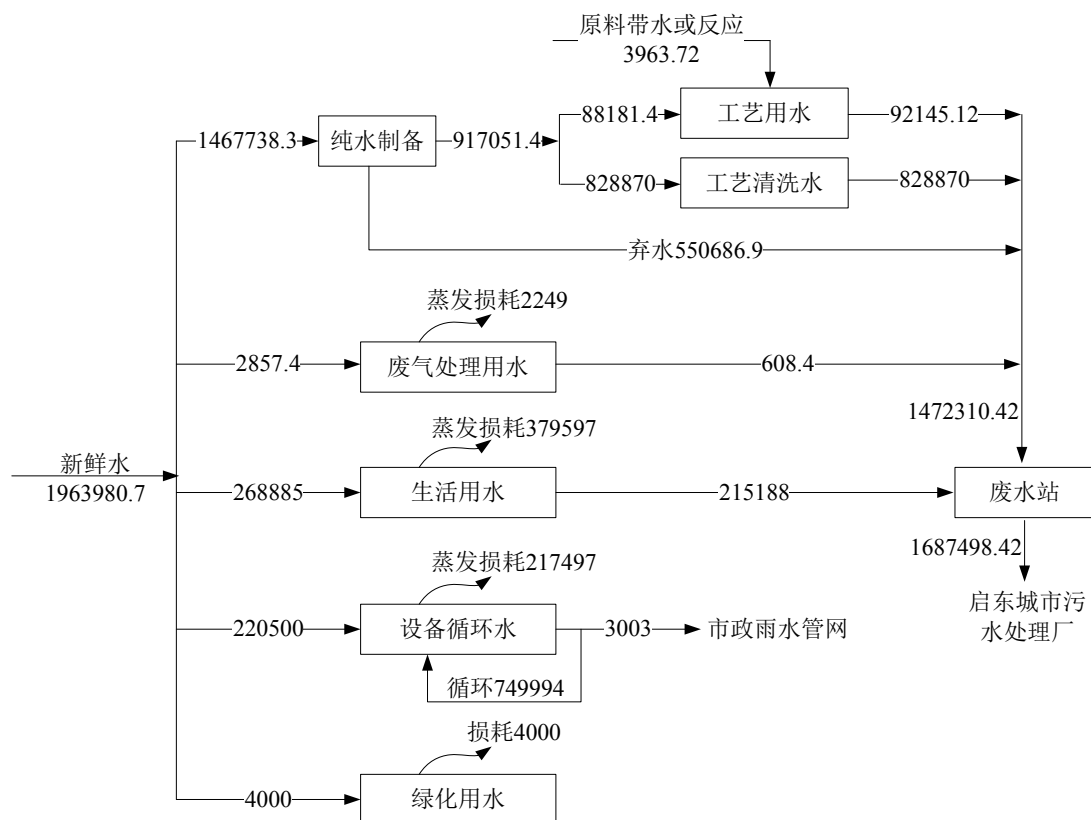 原料带水或反应
3963.72
1467738.3
纯水制备
917051.4
88181.4
工艺用水
92145.12
828870
工艺清洗水
828870
弃水550686.9
蒸发损耗2249
2857.4
废气处理用水
608.4
1472310.42
蒸发损耗379597
新鲜水
1963980.7
268885
生活用水
215188
废水站
1687498.42
蒸发损耗217497
启东城市污
水处理厂
220500
设备循环水
3003
市政雨水管网
循环749994
损耗4000
4000
绿化用水